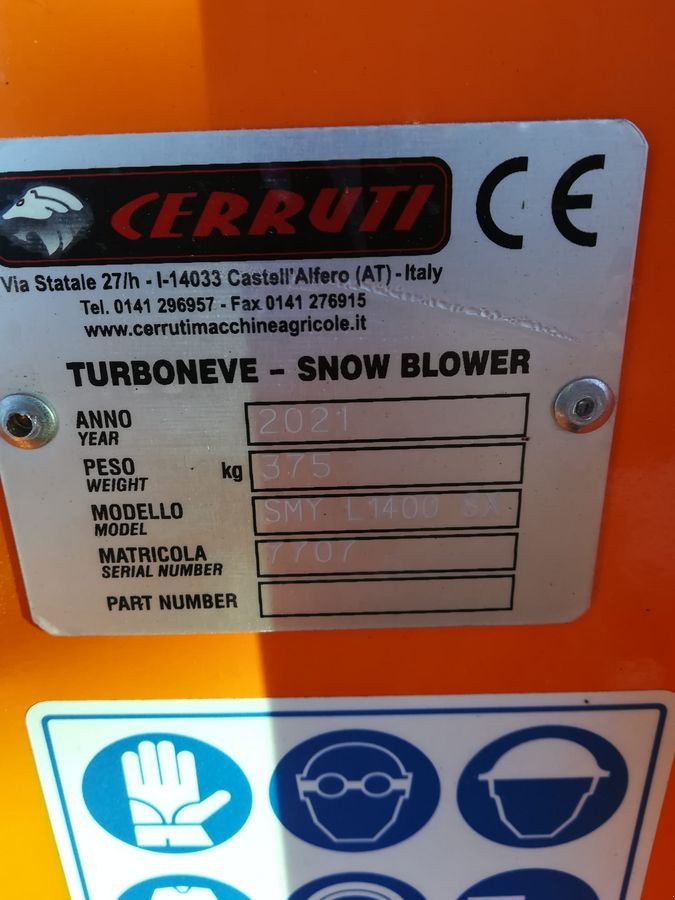 CERRUTI CE
Via Statale 27/h - I-14033 Castell'Alfero (AT) - Italy
Tel. 0141 296957 - Fax 0141 276915
www.cerrutimacchineagricole.it
TURBONEVE - SNOW BLOWER
ANNO 2021
YEAR
PESO kg 375
WEIGHT
MODELLO SMY L1400 SX
MODEL
MATRICOLA 7707
SERIAL NUMBER
PART NUMBER